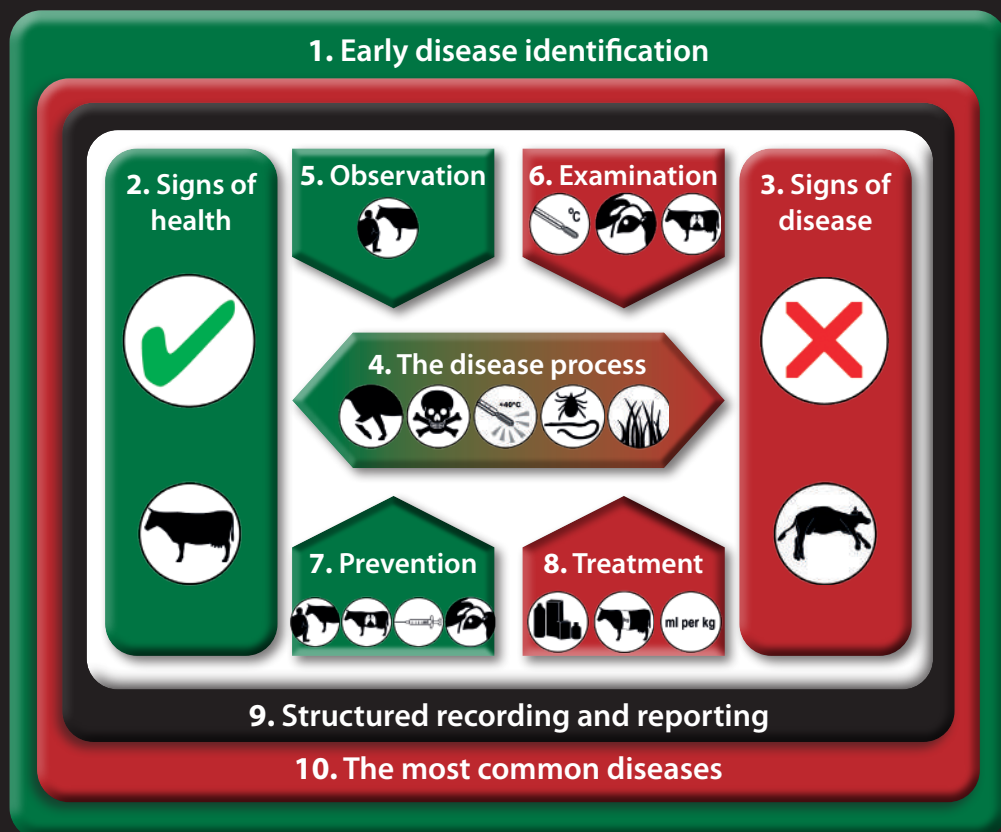 1. Early disease identification
2. Signs of
health
5. Observation
6. Examination
°C
3. Signs of
disease
4. The disease process
+40°C
7. Prevention
8. Treatment
ml per kg
9. Structured recording and reporting
10. The most common diseases